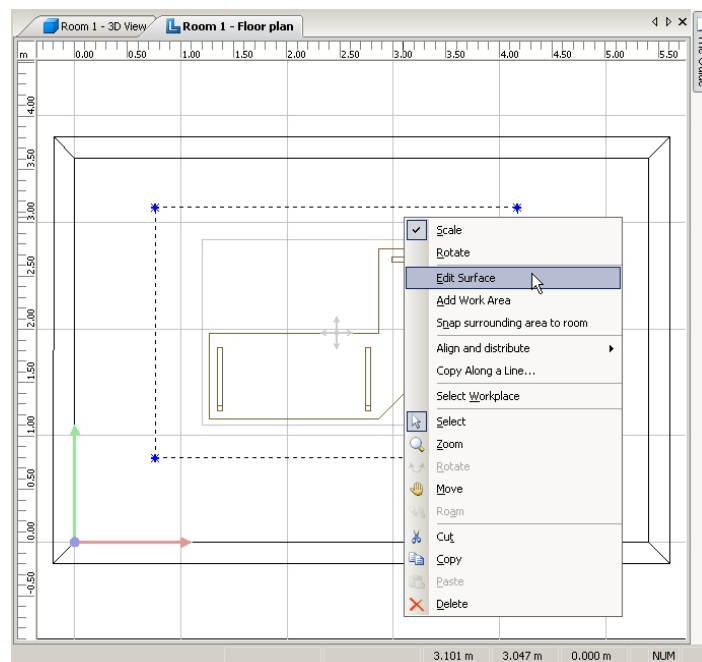 Room 1 - 3D View
Room 1 - Floor plan
m
0.00 0.50 1.00 1.50 2.00 2.50 3.00 3.50 4.00 4.50 5.00 5.50
4.00
3.50
3.00
2.50
2.00
1.50
1.00
0.50
0.00
-0.50
Scale
Rotate
Edit Surface
Add Work Area
Snap surrounding area to room
Align and distribute
Copy Along a Line...
Select Workplace
Select
Zoom
Rotate
Move
Roam
Cut
Copy
Paste
Delete
3.101 m 3.047 m 0.000 m NUM